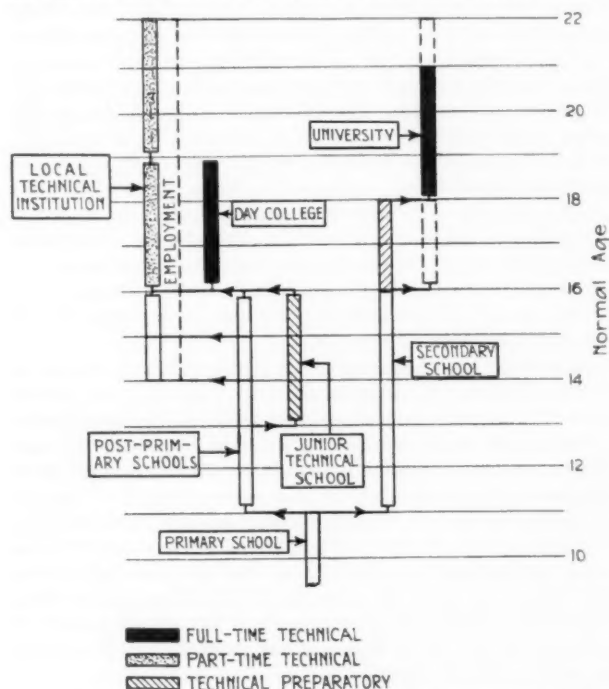 22
20
UNIVERSITY
LOCAL
TECHNICAL
INSTITUTION
18
DAY COLLEGE
EMPLOYMENT
16
Normal Age
SECONDARY
SCHOOL
14
POST-PRIM-
ARY SCHOOLS
JUNIOR
TECHNICAL
SCHOOL
12
PRIMARY SCHOOL
10
FULL-TIME TECHNICAL
PART-TIME TECHNICAL
TECHNICAL PREPARATORY